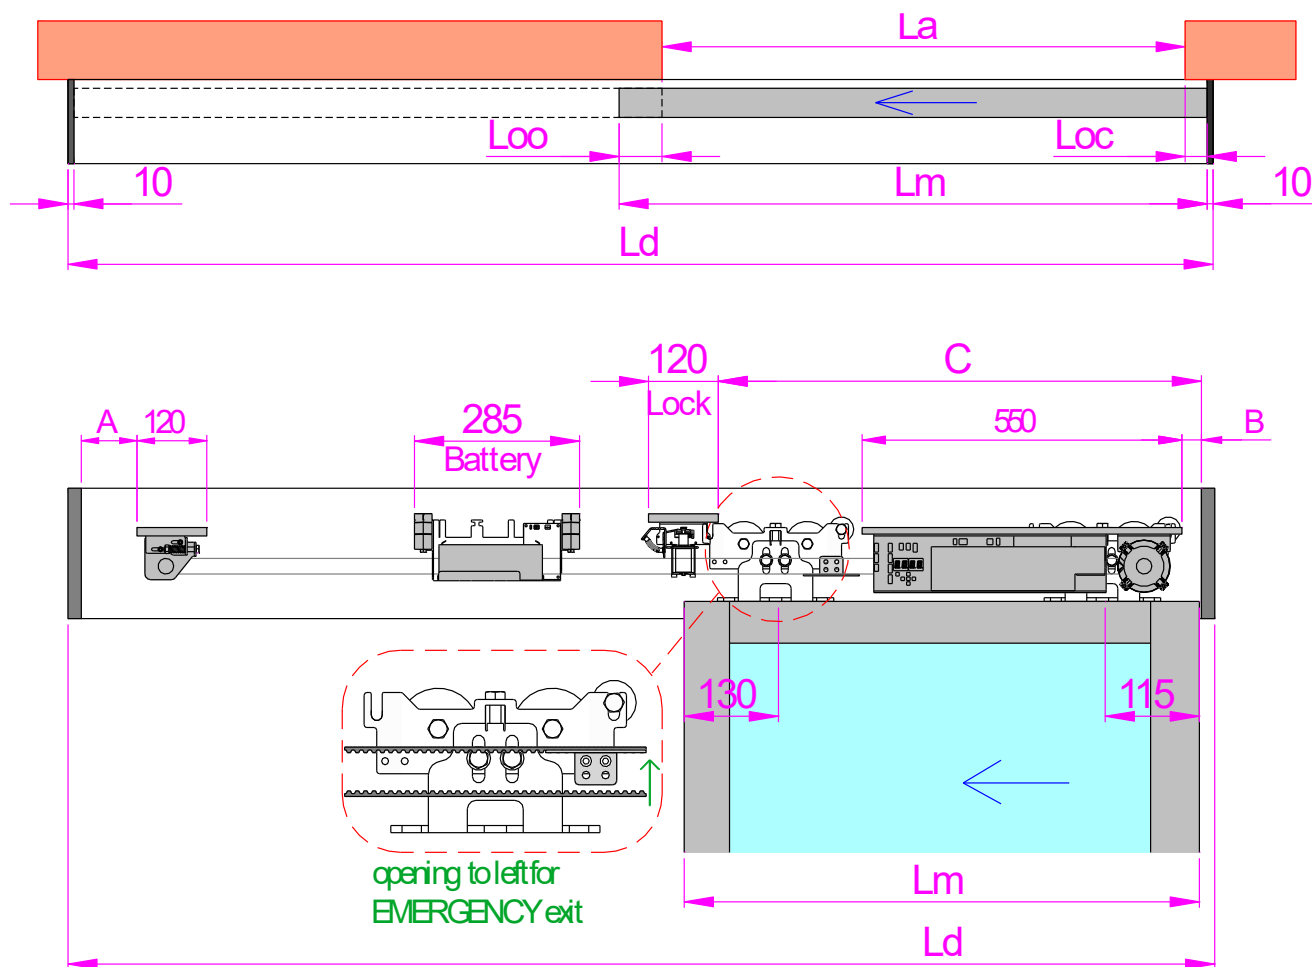 La
Loo
Loc
10
Lm
10
Ld
120
C
Lock
A
120
285
550
B
Battery
130
115
opening to left for
EMERGENCY exit
Lm
Ld